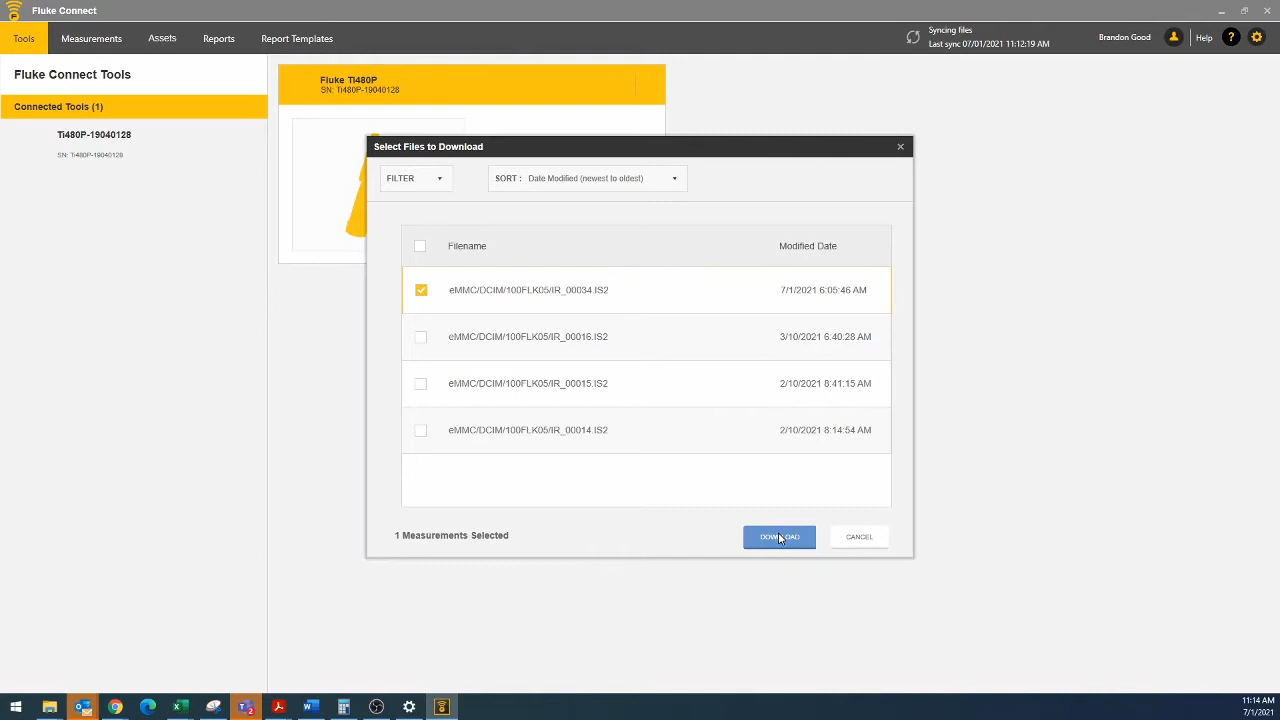 Fluke Connect
Tools
Measurements
Assets
Reports
Report Templates
Syncing files
Last sync 07/01/2021 11:12:19 AM
Brandon Good
Help
?
Fluke Connect Tools
Connected Tools (1)
Ti480P-19040128
SN: Ti480P-19040128
Fluke Ti480P
SN: Ti480P-19040128
Select Files to Download
FILTER
SORT : Date Modified (newest to oldest)
Filename Modified Date
eMMC/DCIM/100FLK05/IR_00034.IS2 7/1/2021 6:05:46 AM
eMMC/DCIM/100FLK05/IR_00016.IS2 3/10/2021 6:40:28 AM
eMMC/DCIM/100FLK05/IR_00015.IS2 2/10/2021 8:41:15 AM
eMMC/DCIM/100FLK05/IR_00014.IS2 2/10/2021 8:14:54 AM
1 Measurements Selected
DOWNLOAD
CANCEL
11:14 AM
7/1/2021